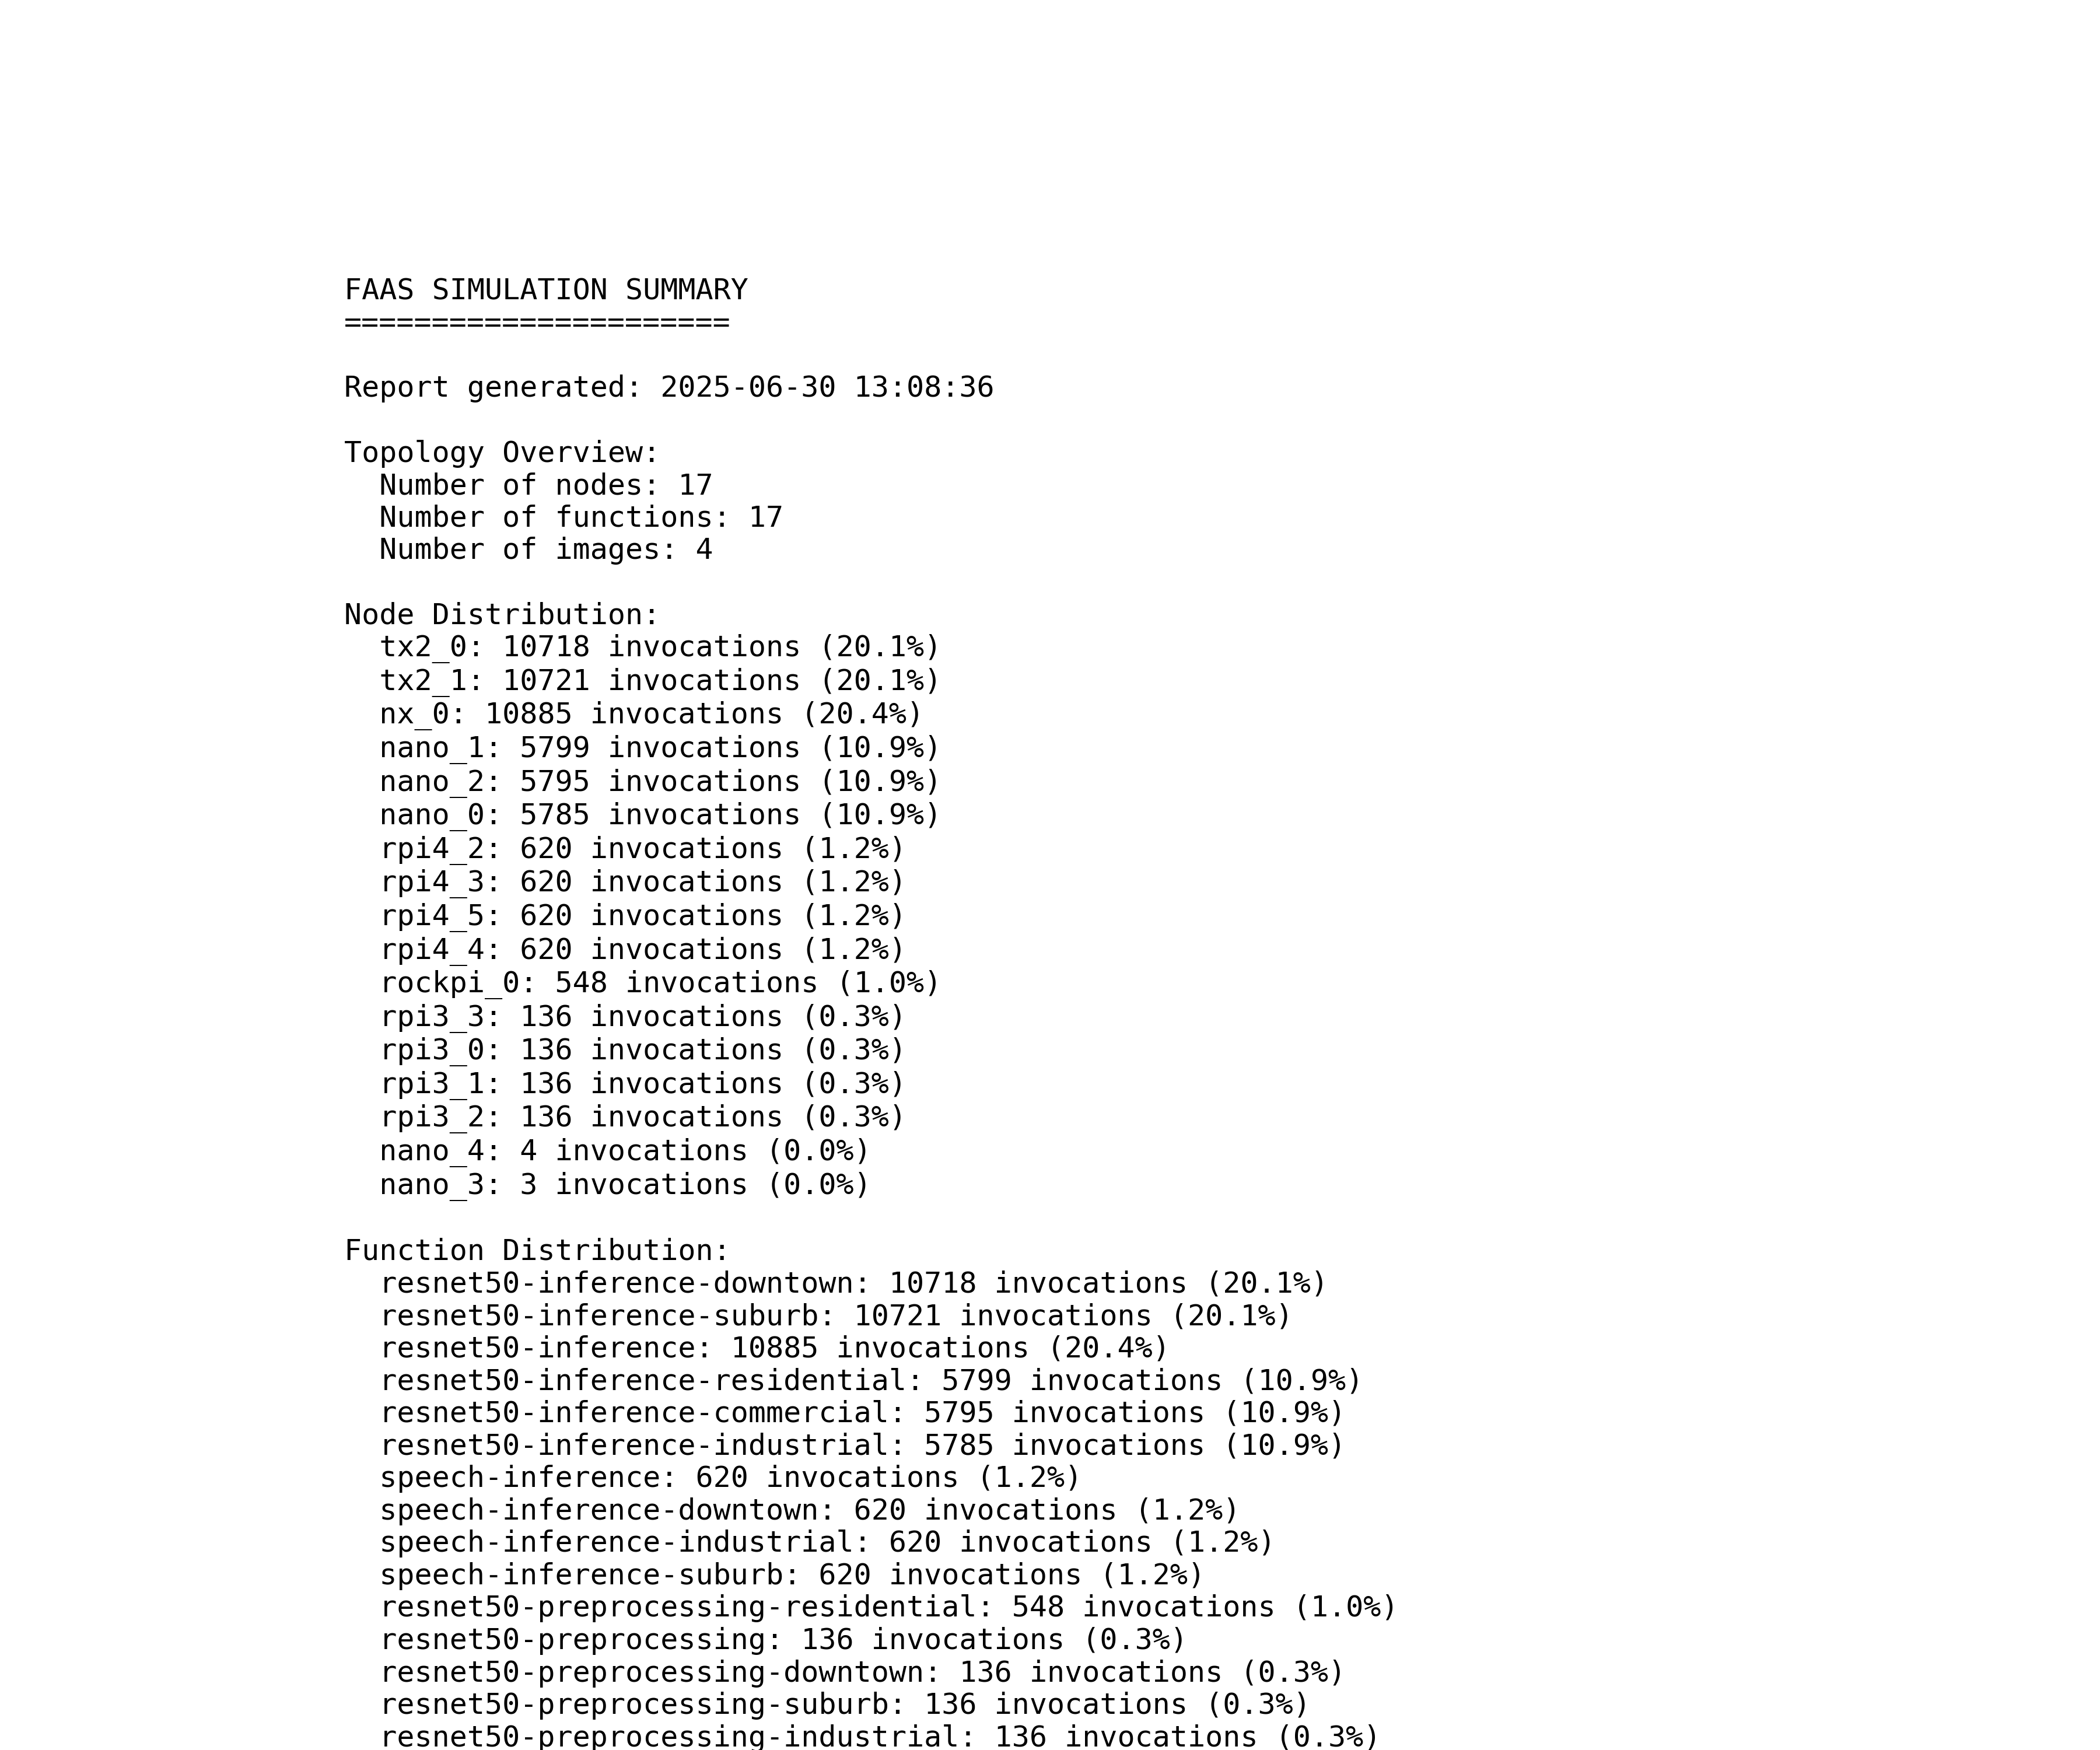 FAAS SIMULATION SUMMARY
======================
Report generated: 2025-06-30 13:08:36
Topology Overview:
Number of nodes: 17
Number of functions: 17
Number of images: 4
Node Distribution:
tx2_0: 10718 invocations (20.1%)
tx2_1: 10721 invocations (20.1%)
nx_0: 10885 invocations (20.4%)
nano_1: 5799 invocations (10.9%)
nano_2: 5795 invocations (10.9%)
nano_0: 5785 invocations (10.9%)
rpi4_2: 620 invocations (1.2%)
rpi4_3: 620 invocations (1.2%)
rpi4_5: 620 invocations (1.2%)
rpi4_4: 620 invocations (1.2%)
rockpi_0: 548 invocations (1.0%)
rpi3_3: 136 invocations (0.3%)
rpi3_0: 136 invocations (0.3%)
rpi3_1: 136 invocations (0.3%)
rpi3_2: 136 invocations (0.3%)
nano_4: 4 invocations (0.0%)
nano_3: 3 invocations (0.0%)
Function Distribution:
resnet50-inference-downtown: 10718 invocations (20.1%)
resnet50-inference-suburb: 10721 invocations (20.1%)
resnet50-inference: 10885 invocations (20.4%)
resnet50-inference-residential: 5799 invocations (10.9%)
resnet50-inference-commercial: 5795 invocations (10.9%)
resnet50-inference-industrial: 5785 invocations (10.9%)
speech-inference: 620 invocations (1.2%)
speech-inference-downtown: 620 invocations (1.2%)
speech-inference-industrial: 620 invocations (1.2%)
speech-inference-suburb: 620 invocations (1.2%)
resnet50-preprocessing-residential: 548 invocations (1.0%)
resnet50-preprocessing: 136 invocations (0.3%)
resnet50-preprocessing-downtown: 136 invocations (0.3%)
resnet50-preprocessing-suburb: 136 invocations (0.3%)
resnet50-preprocessing-industrial: 136 invocations (0.3%)